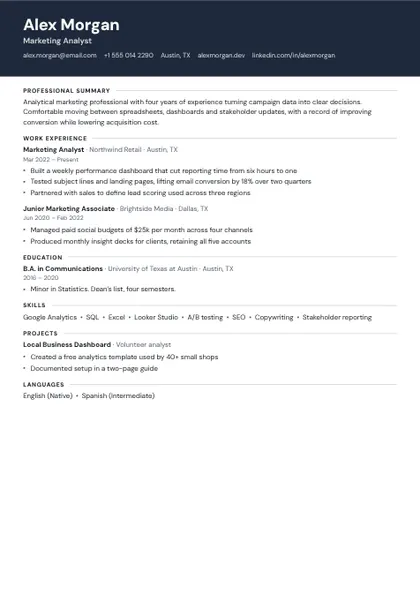 Alex Morgan
Marketing Analyst
alex.morgan@email.com +1 555 014 2290 Austin, TX alexmorgan.dev linkedin.com/in/alexmorgan
PROFESSIONAL SUMMARY
Analytical marketing professional with four years of experience turning campaign data into clear decisions.
Comfortable moving between spreadsheets, dashboards and stakeholder updates, with a record of improving
conversion while lowering acquisition cost.
WORK EXPERIENCE
Marketing Analyst · Northwind Retail · Austin, TX
Mar 2022 – Present
• Built a weekly performance dashboard that cut reporting time from six hours to one
• Tested subject lines and landing pages, lifting email conversion by 18% over two quarters
• Partnered with sales to define lead scoring used across three regions
Junior Marketing Associate · Brightside Media · Dallas, TX
Jun 2020 – Feb 2022
• Managed paid social budgets of $25k per month across four channels
• Produced monthly insight decks for clients, retaining all five accounts
EDUCATION
B.A. in Communications · University of Texas at Austin · Austin, TX
2016 – 2020
• Minor in Statistics. Dean's list, four semesters.
SKILLS
Google Analytics • SQL • Excel • Looker Studio • A/B testing • SEO • Copywriting • Stakeholder reporting
PROJECTS
Local Business Dashboard · Volunteer analyst
• Created a free analytics template used by 40+ small shops
• Documented setup in a two-page guide
LANGUAGES
English (Native) • Spanish (Intermediate)